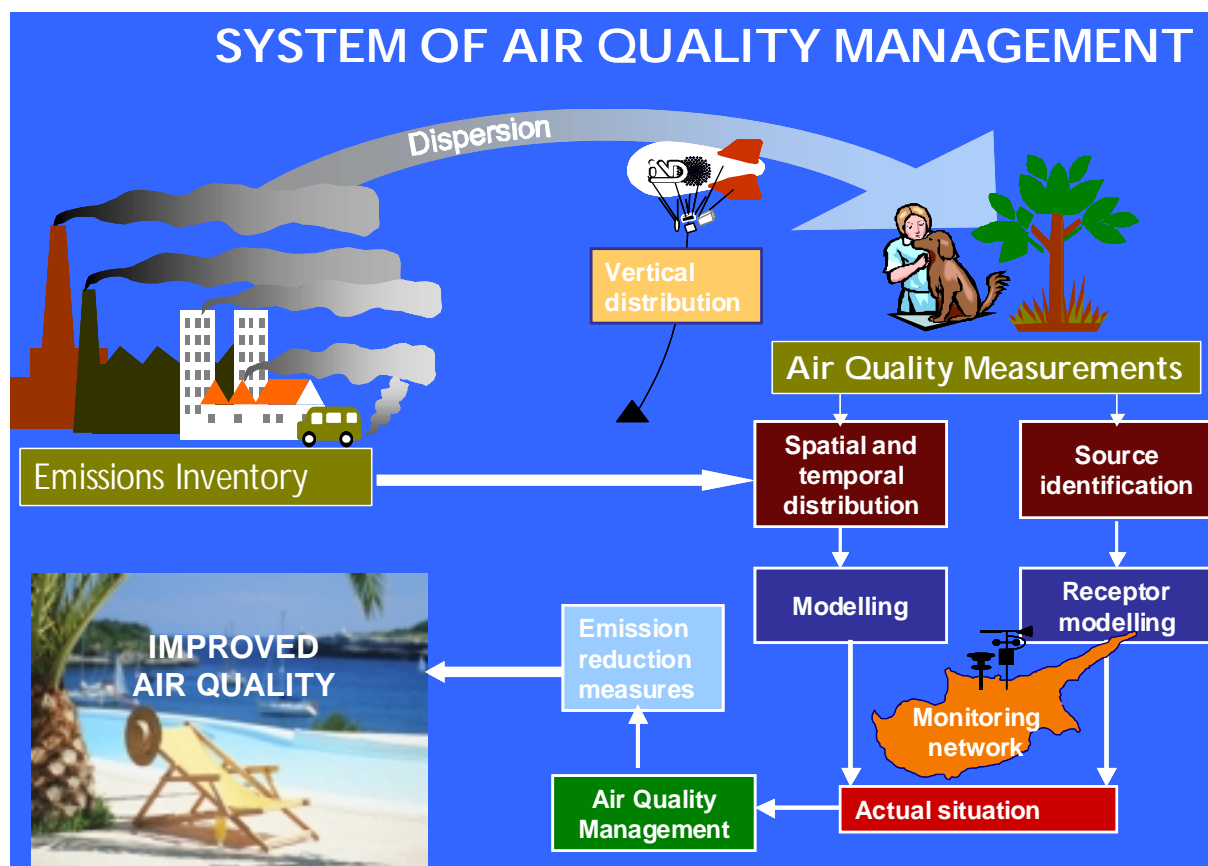 SYSTEM OF AIR QUALITY MANAGEMENT
Dispersion
Vertical
distribution
Air Quality Measurements
Emissions Inventory
Spatial and
temporal
distribution
Source
identification
Modelling
Receptor
modelling
Emission
reduction
measures
IMPROVED
AIR QUALITY
Monitoring
network
Air Quality
Management
Actual situation